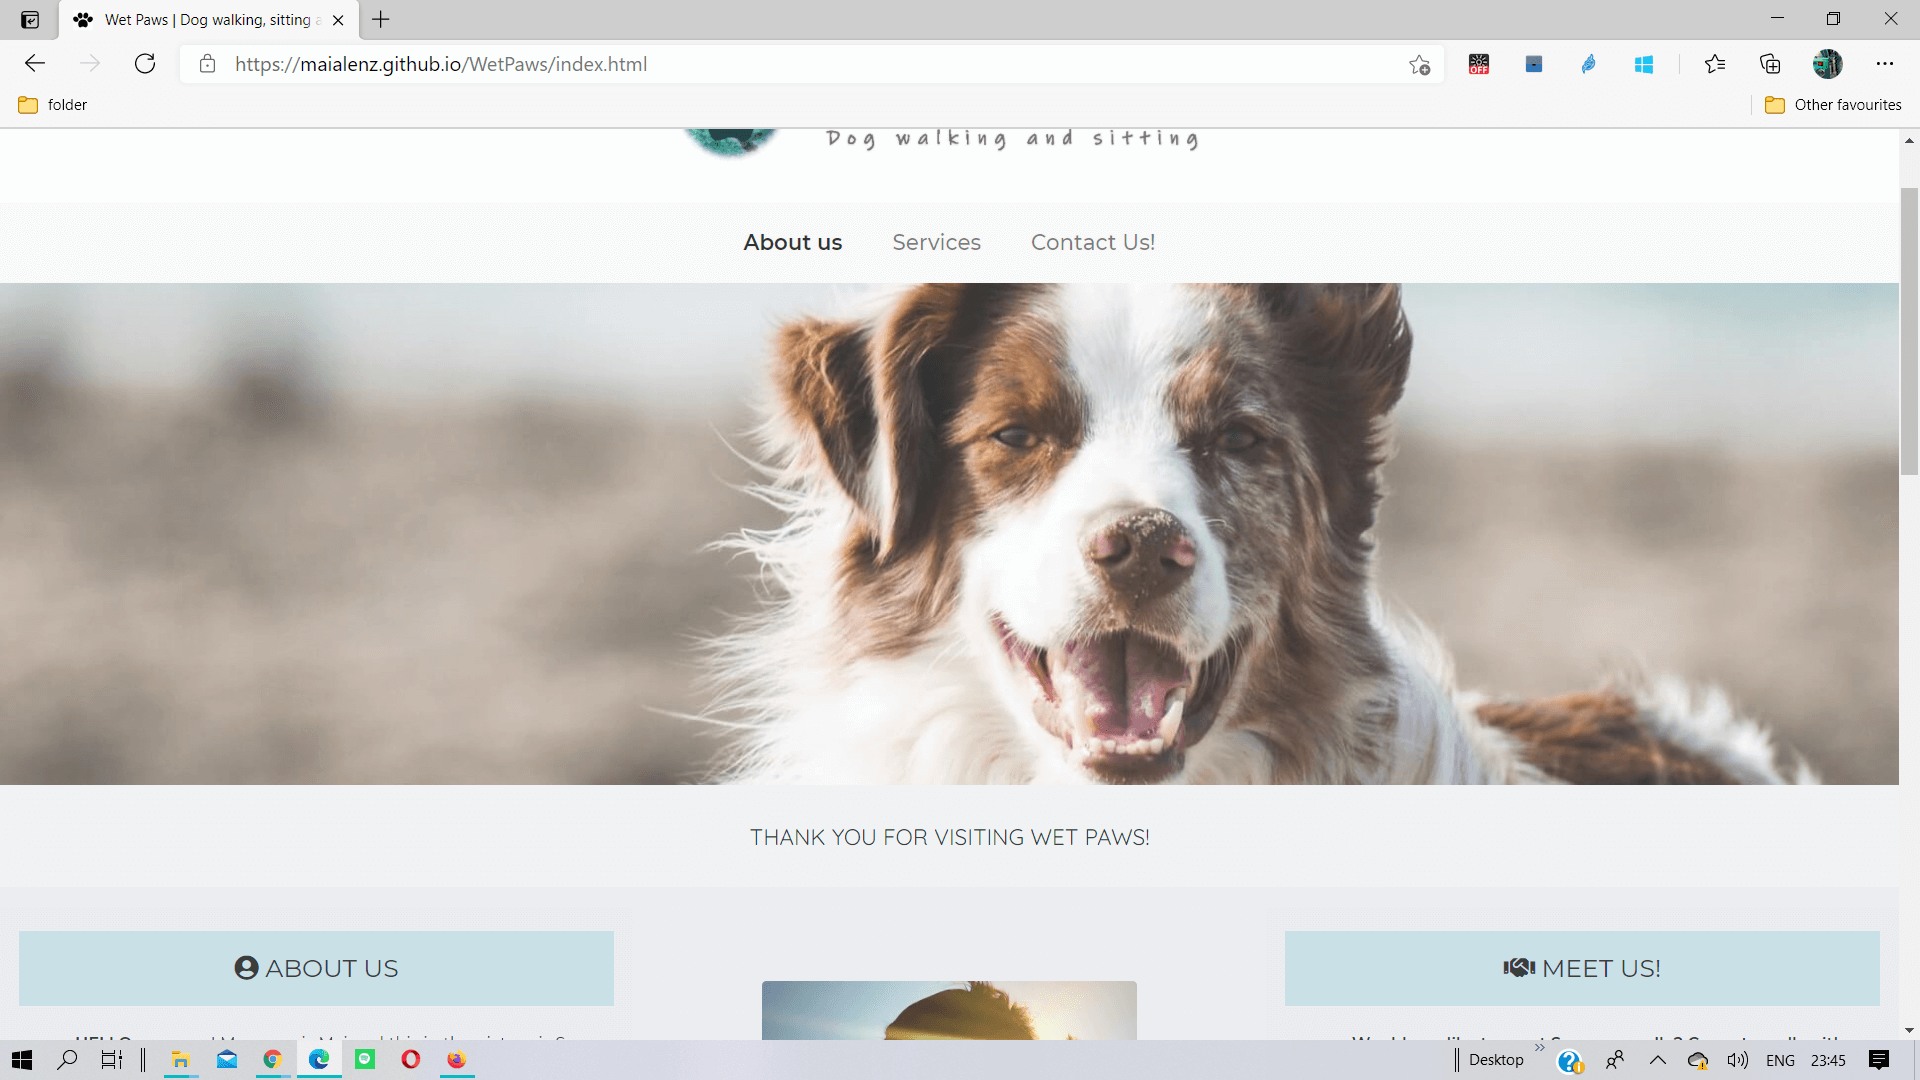 Wet Paws | Dog walking, sitting
https://maialenz.github.io/WetPaws/index.html
OFF
folder
Other favourites
Dog walking and sitting
About us
Services
Contact Us!
THANK YOU FOR VISITING WET PAWS!
ABOUT US
MEET US!
Desktop
ENG
23:45